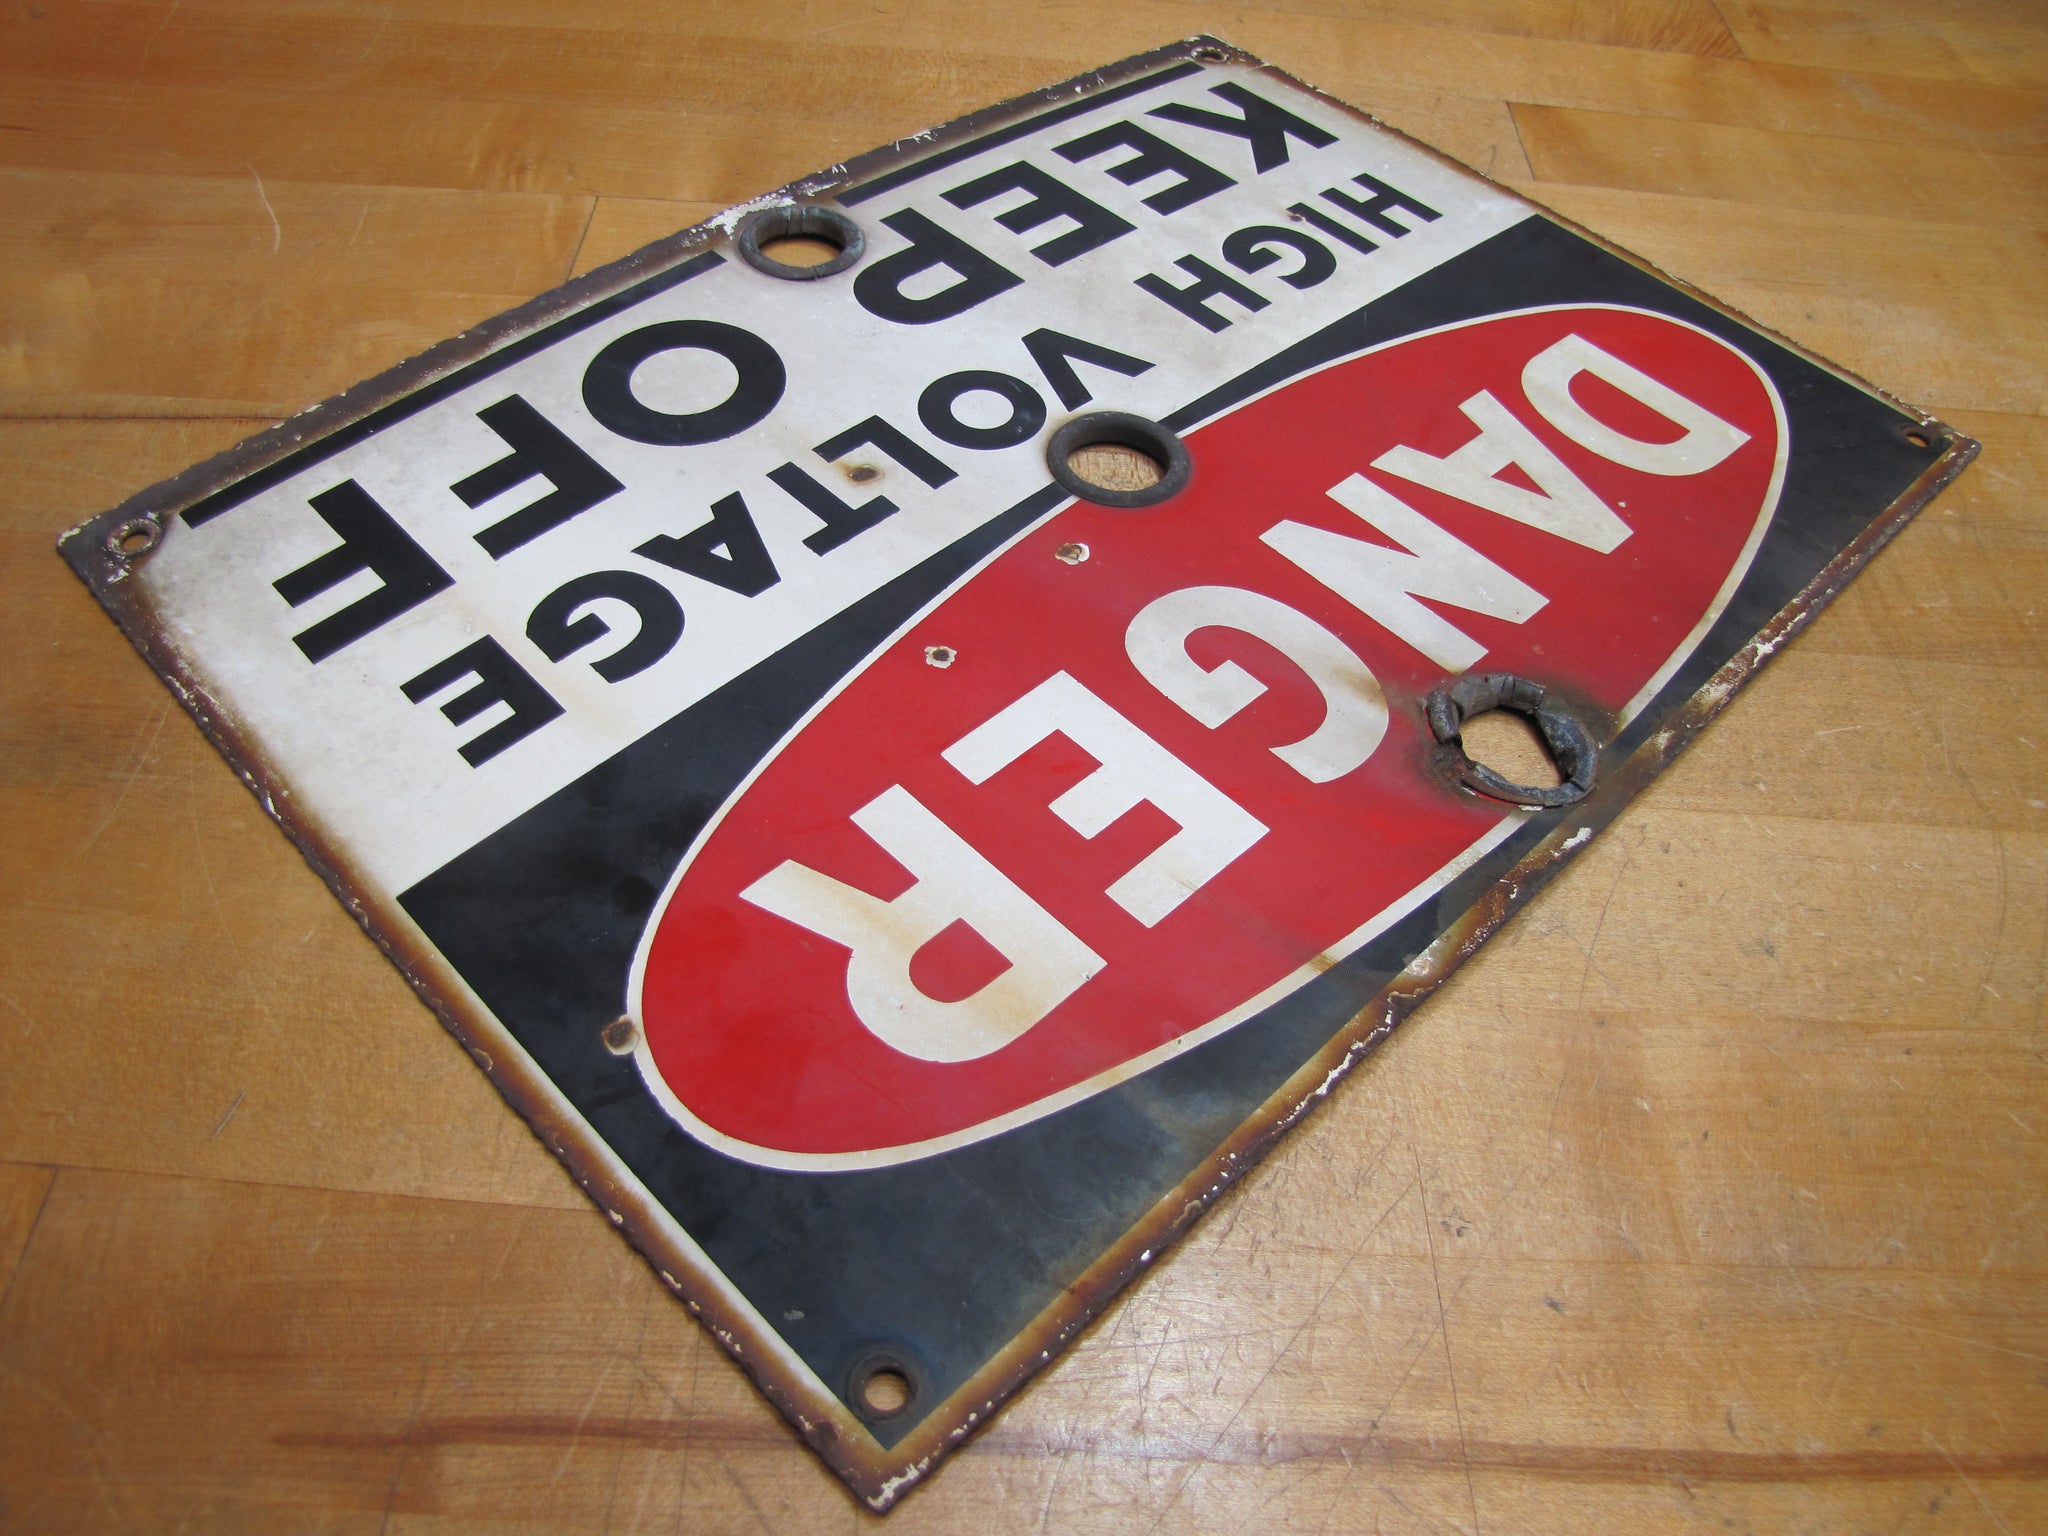 DANGER
HIGH VOLTAGE
KEEP OFF